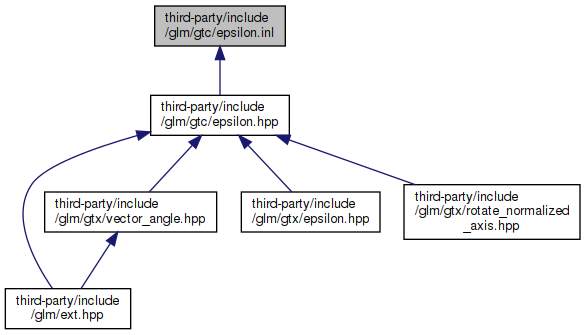 third-party/include
/glm/gtc/epsilon.inl
third-party/include
/glm/gtc/epsilon.hpp
third-party/include
/glm/gtx/vector_angle.hpp
third-party/include
/glm/gtx/epsilon.hpp
third-party/include
/glm/gtx/rotate_normalized
_axis.hpp
third-party/include
/glm/ext.hpp